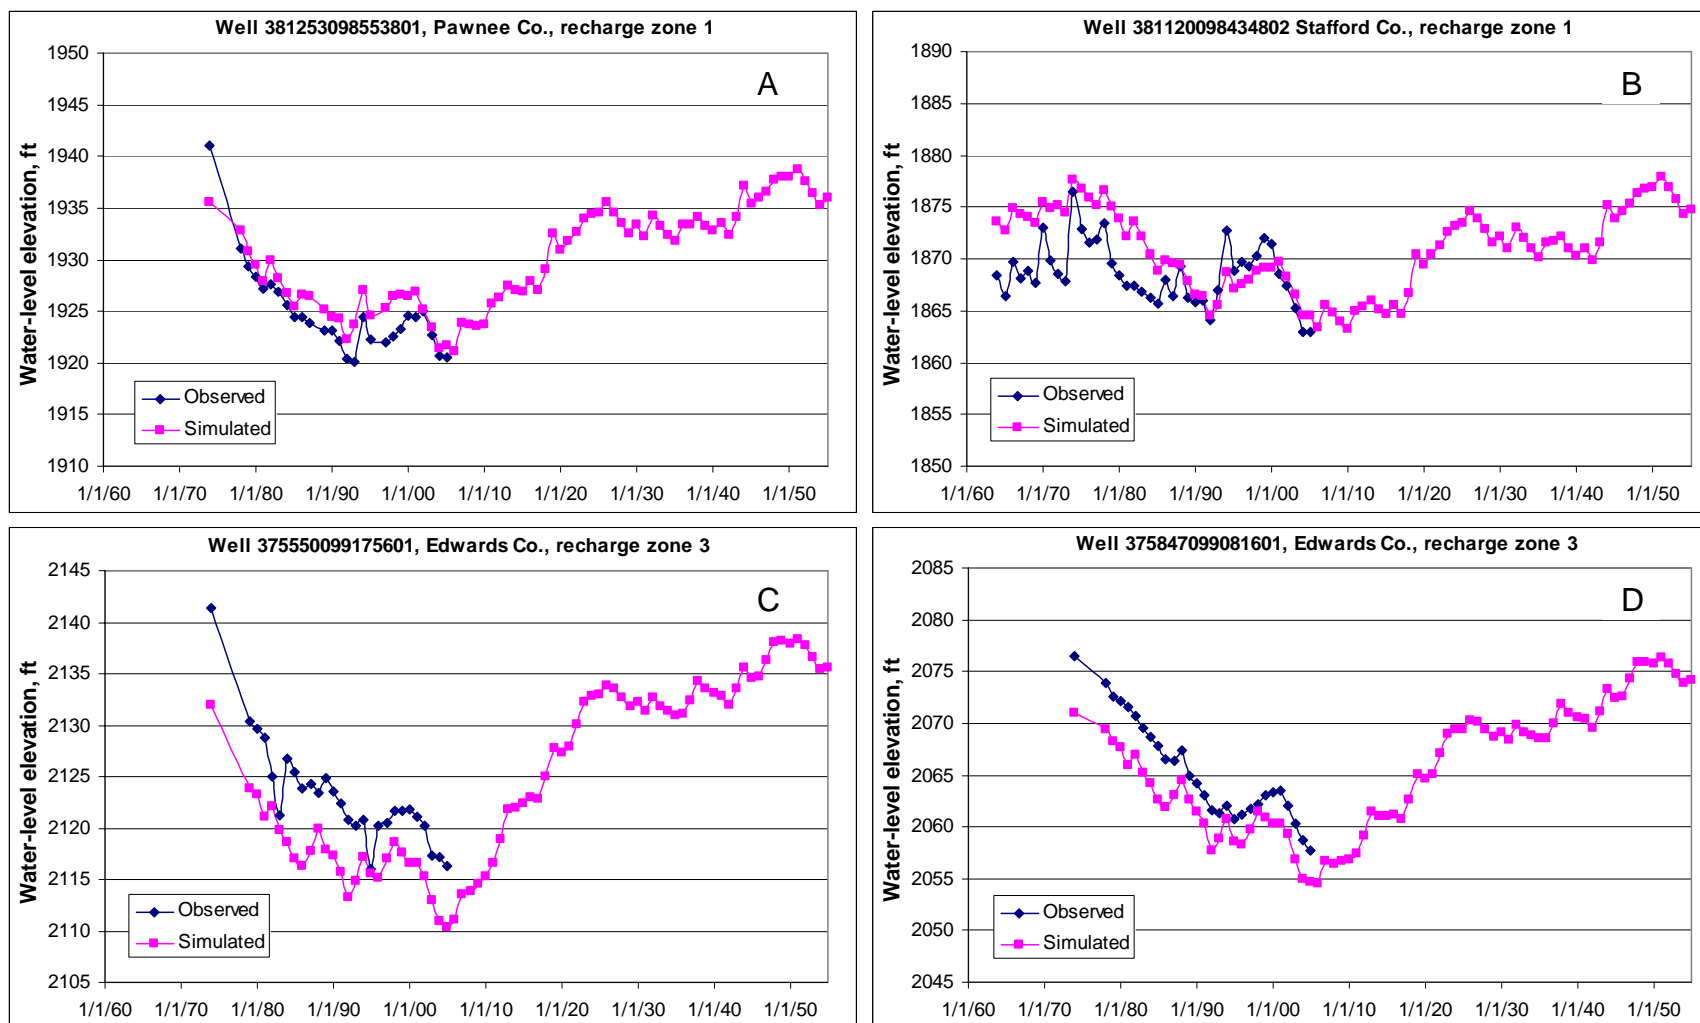 Well 381253098553801, Pawnee Co., recharge zone 1
A
Water-level elevation, ft
1950
1945
1940
1935
1930
1925
1920
1915
1910
Observed
Simulated
1/1/60 1/1/70 1/1/80 1/1/90 1/1/00 1/1/10 1/1/20 1/1/30 1/1/40 1/1/50
Well 381120098434802 Stafford Co., recharge zone 1
B
Water-level elevation, ft
1890
1885
1880
1875
1870
1865
1860
1855
1850
Observed
Simulated
1/1/60 1/1/70 1/1/80 1/1/90 1/1/00 1/1/10 1/1/20 1/1/30 1/1/40 1/1/50
Well 375550099175601, Edwards Co., recharge zone 3
C
Water-level elevation, ft
2145
2140
2135
2130
2125
2120
2115
2110
2105
Observed
Simulated
1/1/60 1/1/70 1/1/80 1/1/90 1/1/00 1/1/10 1/1/20 1/1/30 1/1/40 1/1/50
Well 375847099081601, Edwards Co., recharge zone 3
D
Water-level elevation, ft
2085
2080
2075
2070
2065
2060
2055
2050
2045
Observed
Simulated
1/1/60 1/1/70 1/1/80 1/1/90 1/1/00 1/1/10 1/1/20 1/1/30 1/1/40 1/1/50